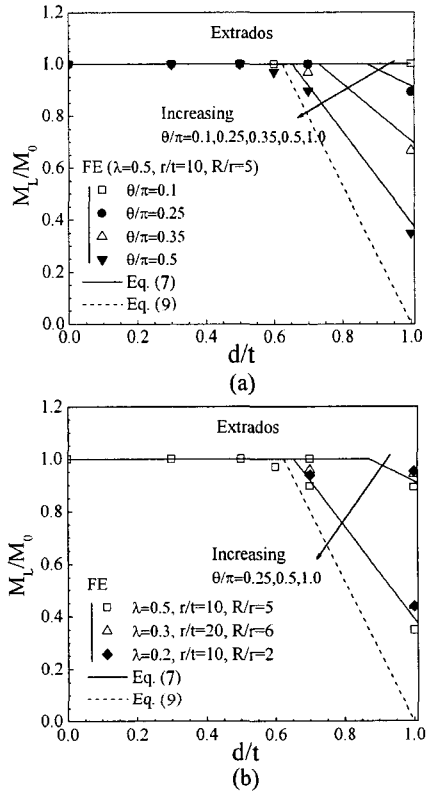 (a)
1.2
1.0
0.8
0.6
0.4
0.2
0.0
M_L/M_0
Extrados
Increasing
θ/π=0.1,0.25,0.35,0.5,1.0
FE (λ=0.5, r/t=10, R/r=5)
□ θ/π=0.1
● θ/π=0.25
△ θ/π=0.35
▼ θ/π=0.5
Eq. (7)
Eq. (9)
0.0 0.2 0.4 0.6 0.8 1.0
d/t
(a)
1.2
1.0
0.8
0.6
0.4
0.2
0.0
M_L/M_0
Extrados
Increasing
θ/π=0.25,0.5,1.0
FE
□ λ=0.5, r/t=10, R/r=5
△ λ=0.3, r/t=20, R/r=6
◆ λ=0.2, r/t=10, R/r=2
Eq. (7)
Eq. (9)
0.0 0.2 0.4 0.6 0.8 1.0
d/t
(b)